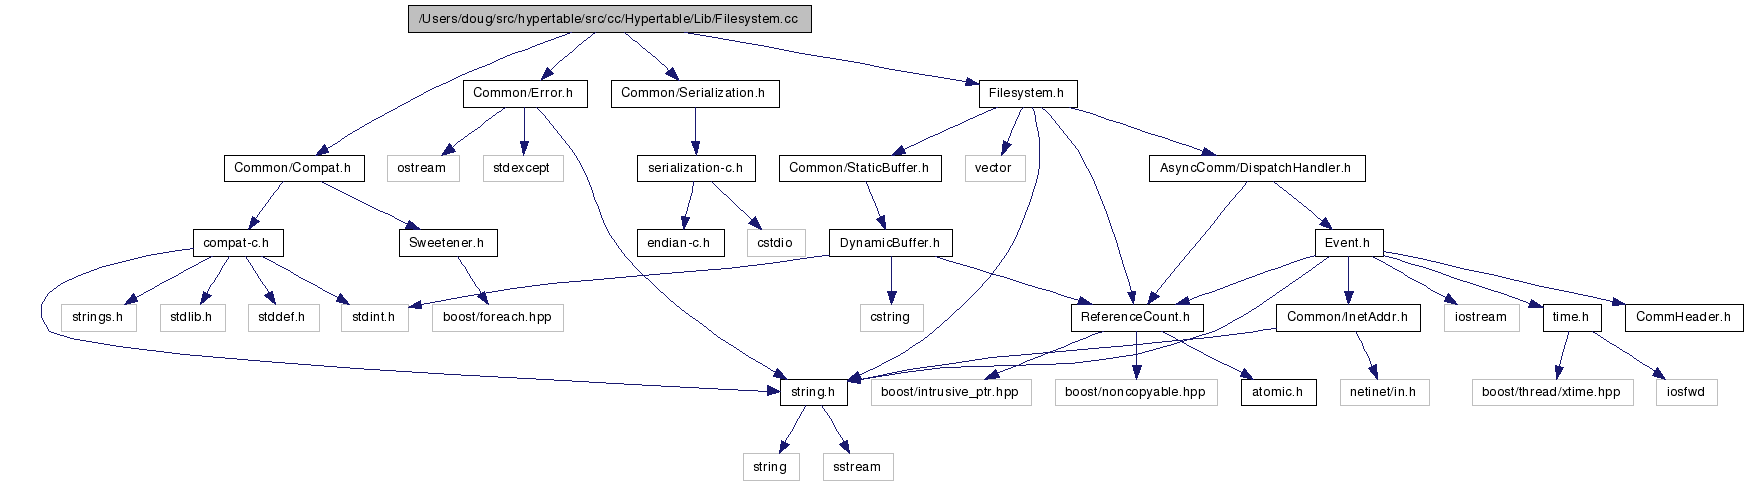 /Users/doug/src/hypertable/src/cc/Hypertable/Lib/Filesystem.cc
Common/Error.h
Common/Serialization.h
Filesystem.h
Common/Compat.h
ostream
stdexcept
serialization-c.h
Common/StaticBuffer.h
vector
AsyncComm/DispatchHandler.h
compat-c.h
Sweetener.h
endian-c.h
cstdio
DynamicBuffer.h
Event.h
strings.h
stdlib.h
stddef.h
stdint.h
boost/foreach.hpp
cstring
ReferenceCount.h
Common/InetAddr.h
iostream
time.h
CommHeader.h
string.h
boost/intrusive_ptr.hpp
boost/noncopyable.hpp
atomic.h
netinet/in.h
boost/thread/xtime.hpp
iosfwd
string
sstream